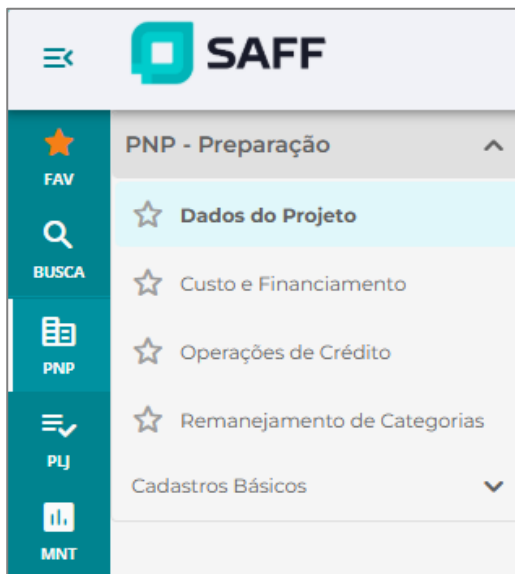 SAFF
FAV
BUSCA
PNP
PLJ
MNT
PNP - Preparação
Dados do Projeto
Custo e Financiamento
Operações de Crédito
Remanejamento de Categorias
Cadastros Básicos